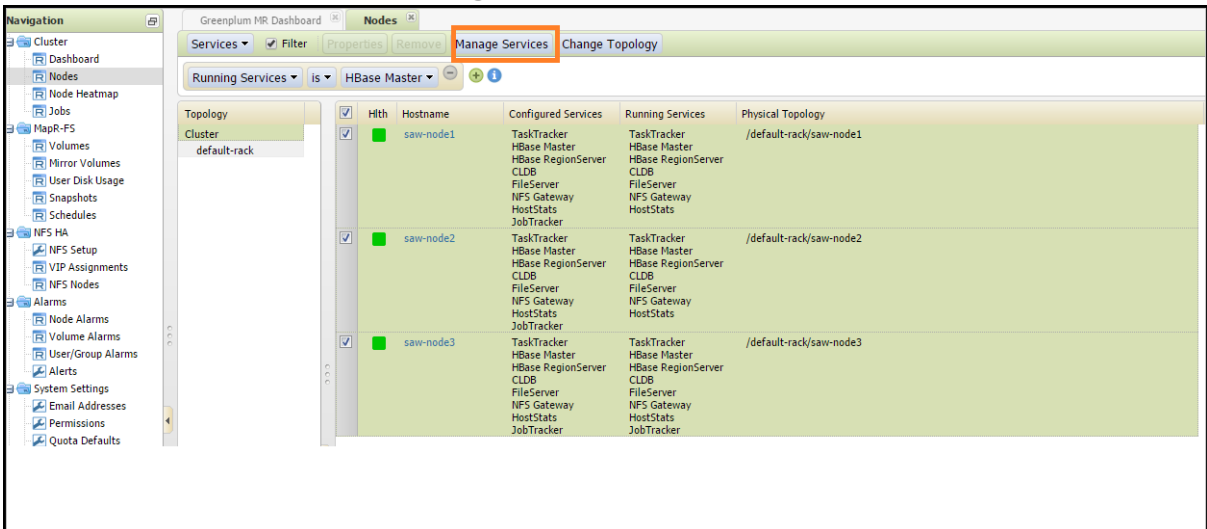 Navigation
Cluster
Dashboard
Nodes
Node Heatmap
Jobs
MapR-FS
Volumes
Mirror Volumes
User Disk Usage
Snapshots
Schedules
NFS HA
NFS Setup
VIP Assignments
NFS Nodes
Alarms
Node Alarms
Volume Alarms
User/Group Alarms
Alerts
System Settings
Email Addresses
Permissions
Quota Defaults
Greenplum MR Dashboard Nodes
Services Filter Properties Remove Manage Services Change Topology
Running Services is HBase Master
Topology
Cluster
default-rack
Hlth Hostname Configured Services Running Services Physical Topology
saw-node1 TaskTracker TaskTracker /default-rack/saw-node1
HBase Master HBase Master
HBase RegionServer HBase RegionServer
CLDB CLDB
FileServer FileServer
NFS Gateway NFS Gateway
HostStats HostStats
JobTracker
saw-node2 TaskTracker TaskTracker /default-rack/saw-node2
HBase Master HBase Master
HBase RegionServer HBase RegionServer
CLDB CLDB
FileServer FileServer
NFS Gateway NFS Gateway
HostStats HostStats
JobTracker
saw-node3 TaskTracker TaskTracker /default-rack/saw-node3
HBase Master HBase Master
HBase RegionServer HBase RegionServer
CLDB CLDB
FileServer FileServer
NFS Gateway NFS Gateway
HostStats HostStats
JobTracker JobTracker